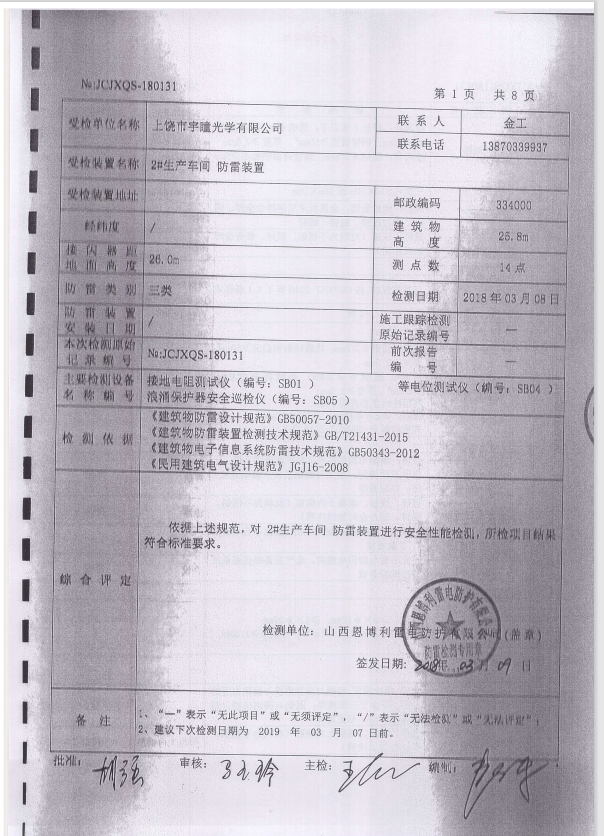 №:JCJXQS-180131
第 1 页 共 8 页
受检单位名称 上饶市宇瞳光学有限公司 联 系 人 金工
联系电话 13870339937
受检装置名称 2#生产车间 防雷装置
受检装置地址 邮政编码 334000
经纬度 / 建 筑 物 高 度 25.8m
接 闪 器 距 地 面 高 度 26.0m 测 点 数 14 点
防 雷 类 别 三类 检测日期 2018 年 03 月 08 日
防 雷 装 置 安 装 日 期 / 施工跟踪检测 原始记录编号 —
本次检测原始 记 录 编 号 №:JCJXQS-180131 前次报告 编 号 —
主要检测设备 名 称 编 号 接地电阻测试仪（编号：SB01 ） 等电位测试仪（编号：SB04 ）
浪涌保护器安全巡检仪（编号：SB05 ）
检 测 依 据
《建筑物防雷设计规范》GB50057-2010
《建筑物防雷装置检测技术规范》GB/T21431-2015
《建筑物电子信息系统防雷技术规范》GB50343-2012
《民用建筑电气设计规范》JGJ16-2008
综 合 评 定
依据上述规范，对 2#生产车间 防雷装置进行安全性能检测，所检项目结果
符合标准要求。
检测单位：山西恩博利雷电防护有限公司(盖章)
防雷检测专用章
签发日期：2018年 03 月 09 日
备 注
1、“—”表示“无此项目”或“无须评定”，“/”表示“无法检测”或“无法评定”；
2、建议下次检测日期为 2019 年 03 月 07 日前。
批准： 胡强 审核： 主检： 编制：